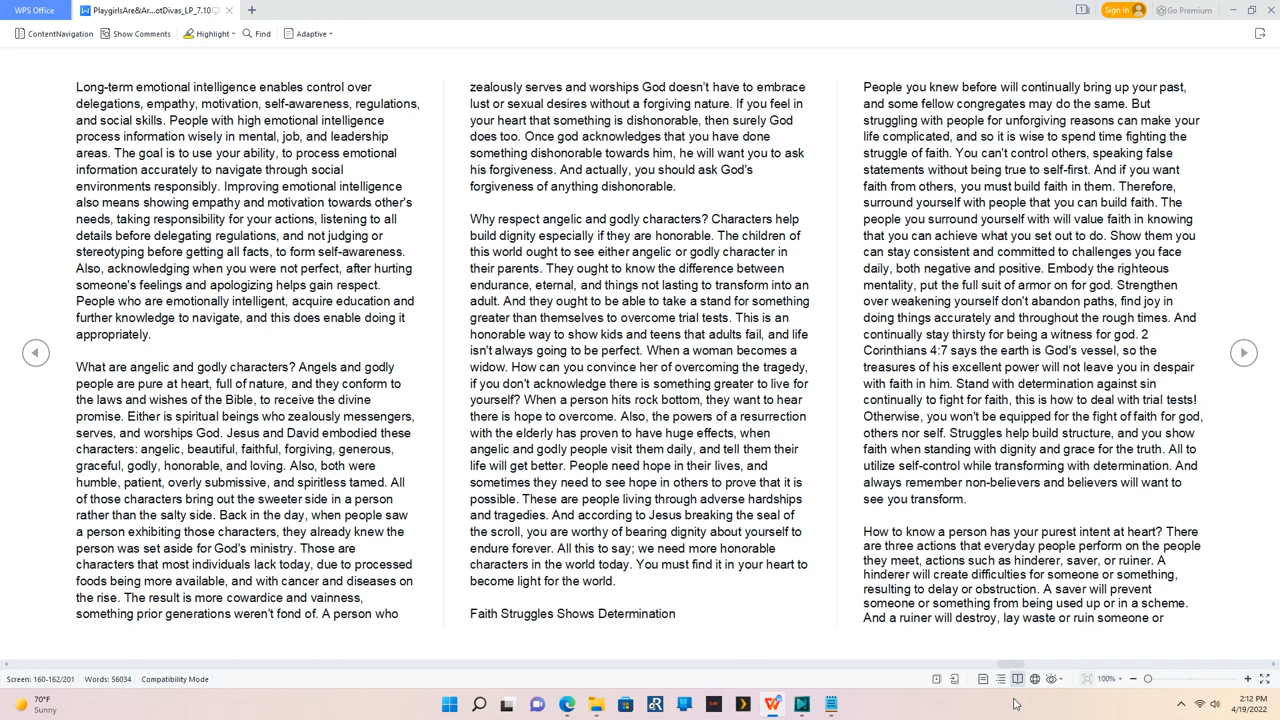 WPS Office
PlaygirlsAre&Ar...otDivas_LP_7.10
1
Sign in
Go Premium
ContentNavigation
Show Comments
Highlight
Find
Adaptive
Long-term emotional intelligence enables control over
delegations, empathy, motivation, self-awareness, regulations,
and social skills. People with high emotional intelligence
process information wisely in mental, job, and leadership
areas. The goal is to use your ability, to process emotional
information accurately to navigate through social
environments responsibly. Improving emotional intelligence
also means showing empathy and motivation towards other's
needs, taking responsibility for your actions, listening to all
details before delegating regulations, and not judging or
stereotyping before getting all facts, to form self-awareness.
Also, acknowledging when you were not perfect, after hurting
someone's feelings and apologizing helps gain respect.
People who are emotionally intelligent, acquire education and
further knowledge to navigate, and this does enable doing it
appropriately.
What are angelic and godly characters? Angels and godly
people are pure at heart, full of nature, and they conform to
the laws and wishes of the Bible, to receive the divine
promise. Either is spiritual beings who zealously messengers,
serves, and worships God. Jesus and David embodied these
characters: angelic, beautiful, faithful, forgiving, generous,
graceful, godly, honorable, and loving. Also, both were
humble, patient, overly submissive, and spiritless tamed. All
of those characters bring out the sweeter side in a person
rather than the salty side. Back in the day, when people saw
a person exhibiting those characters, they already knew the
person was set aside for God's ministry. Those are
characters that most individuals lack today, due to processed
foods being more available, and with cancer and diseases on
the rise. The result is more cowardice and vainness,
something prior generations weren't fond of. A person who
zealously serves and worships God doesn't have to embrace
lust or sexual desires without a forgiving nature. If you feel in
your heart that something is dishonorable, then surely God
does too. Once god acknowledges that you have done
something dishonorable towards him, he will want you to ask
his forgiveness. And actually, you should ask God's
forgiveness of anything dishonorable.
Why respect angelic and godly characters? Characters help
build dignity especially if they are honorable. The children of
this world ought to see either angelic or godly character in
their parents. They ought to know the difference between
endurance, eternal, and things not lasting to transform into an
adult. And they ought to be able to take a stand for something
greater than themselves to overcome trial tests. This is an
honorable way to show kids and teens that adults fail, and life
isn't always going to be perfect. When a woman becomes a
widow. How can you convince her of overcoming the tragedy,
if you don't acknowledge there is something greater to live for
yourself? When a person hits rock bottom, they want to hear
there is hope to overcome. Also, the powers of a resurrection
with the elderly has proven to have huge effects, when
angelic and godly people visit them daily, and tell them their
life will get better. People need hope in their lives, and
sometimes they need to see hope in others to prove that it is
possible. These are people living through adverse hardships
and tragedies. And according to Jesus breaking the seal of
the scroll, you are worthy of bearing dignity about yourself to
endure forever. All this to say; we need more honorable
characters in the world today. You must find it in your heart to
become light for the world.
Faith Struggles Shows Determination
People you knew before will continually bring up your past,
and some fellow congregates may do the same. But
struggling with people for unforgiving reasons can make your
life complicated, and so it is wise to spend time fighting the
struggle of faith. You can't control others, speaking false
statements without being true to self-first. And if you want
faith from others, you must build faith in them. Therefore,
surround yourself with people that you can build faith. The
people you surround yourself with will value faith in knowing
that you can achieve what you set out to do. Show them you
can stay consistent and committed to challenges you face
daily, both negative and positive. Embody the righteous
mentality, put the full suit of armor on for god. Strengthen
over weakening yourself don't abandon paths, find joy in
doing things accurately and throughout the rough times. And
continually stay thirsty for being a witness for god. 2
Corinthians 4:7 says the earth is God's vessel, so the
treasures of his excellent power will not leave you in despair
with faith in him. Stand with determination against sin
continually to fight for faith, this is how to deal with trial tests!
Otherwise, you won't be equipped for the fight of faith for god,
others nor self. Struggles help build structure, and you show
faith when standing with dignity and grace for the truth. All to
utilize self-control while transforming with determination. And
always remember non-believers and believers will want to
see you transform.
How to know a person has your purest intent at heart? There
are three actions that everyday people perform on the people
they meet, actions such as hinderer, saver, or ruiner. A
hinderer will create difficulties for someone or something,
resulting to delay or obstruction. A saver will prevent
someone or something from being used up or in a scheme.
And a ruiner will destroy, lay waste or ruin someone or
Screen: 160-162/201
Words: 56034
Compatibility Mode
100%
70°F
Sunny
2:12 PM
4/19/2022